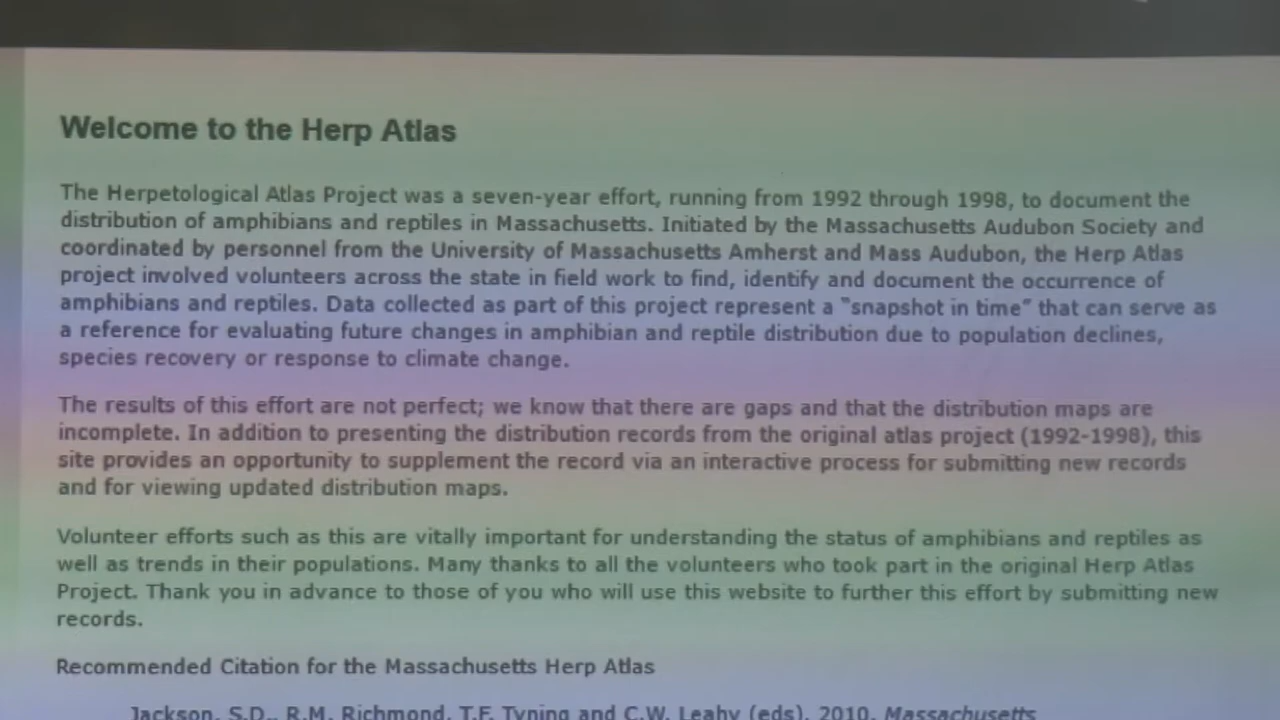 Welcome to the Herp Atlas
The Herpetological Atlas Project was a seven-year effort, running from 1992 through 1998, to document the
distribution of amphibians and reptiles in Massachusetts. Initiated by the Massachusetts Audubon Society and
coordinated by personnel from the University of Massachusetts Amherst and Mass Audubon, the Herp Atlas
project involved volunteers across the state in field work to find, identify and document the occurrence of
amphibians and reptiles. Data collected as part of this project represent a "snapshot in time" that can serve as
a reference for evaluating future changes in amphibian and reptile distribution due to population declines,
species recovery or response to climate change.
The results of this effort are not perfect; we know that there are gaps and that the distribution maps are
incomplete. In addition to presenting the distribution records from the original atlas project (1992-1998), this
site provides an opportunity to supplement the record via an interactive process for submitting new records
and for viewing updated distribution maps.
Volunteer efforts such as this are vitally important for understanding the status of amphibians and reptiles as
well as trends in their populations. Many thanks to all the volunteers who took part in the original Herp Atlas
Project. Thank you in advance to those of you who will use this website to further this effort by submitting new
records.
Recommended Citation for the Massachusetts Herp Atlas
Jackson, S.D., R.M. Richmond, T.F. Tyning and C.W. Leahy (eds). 2010. Massachusetts